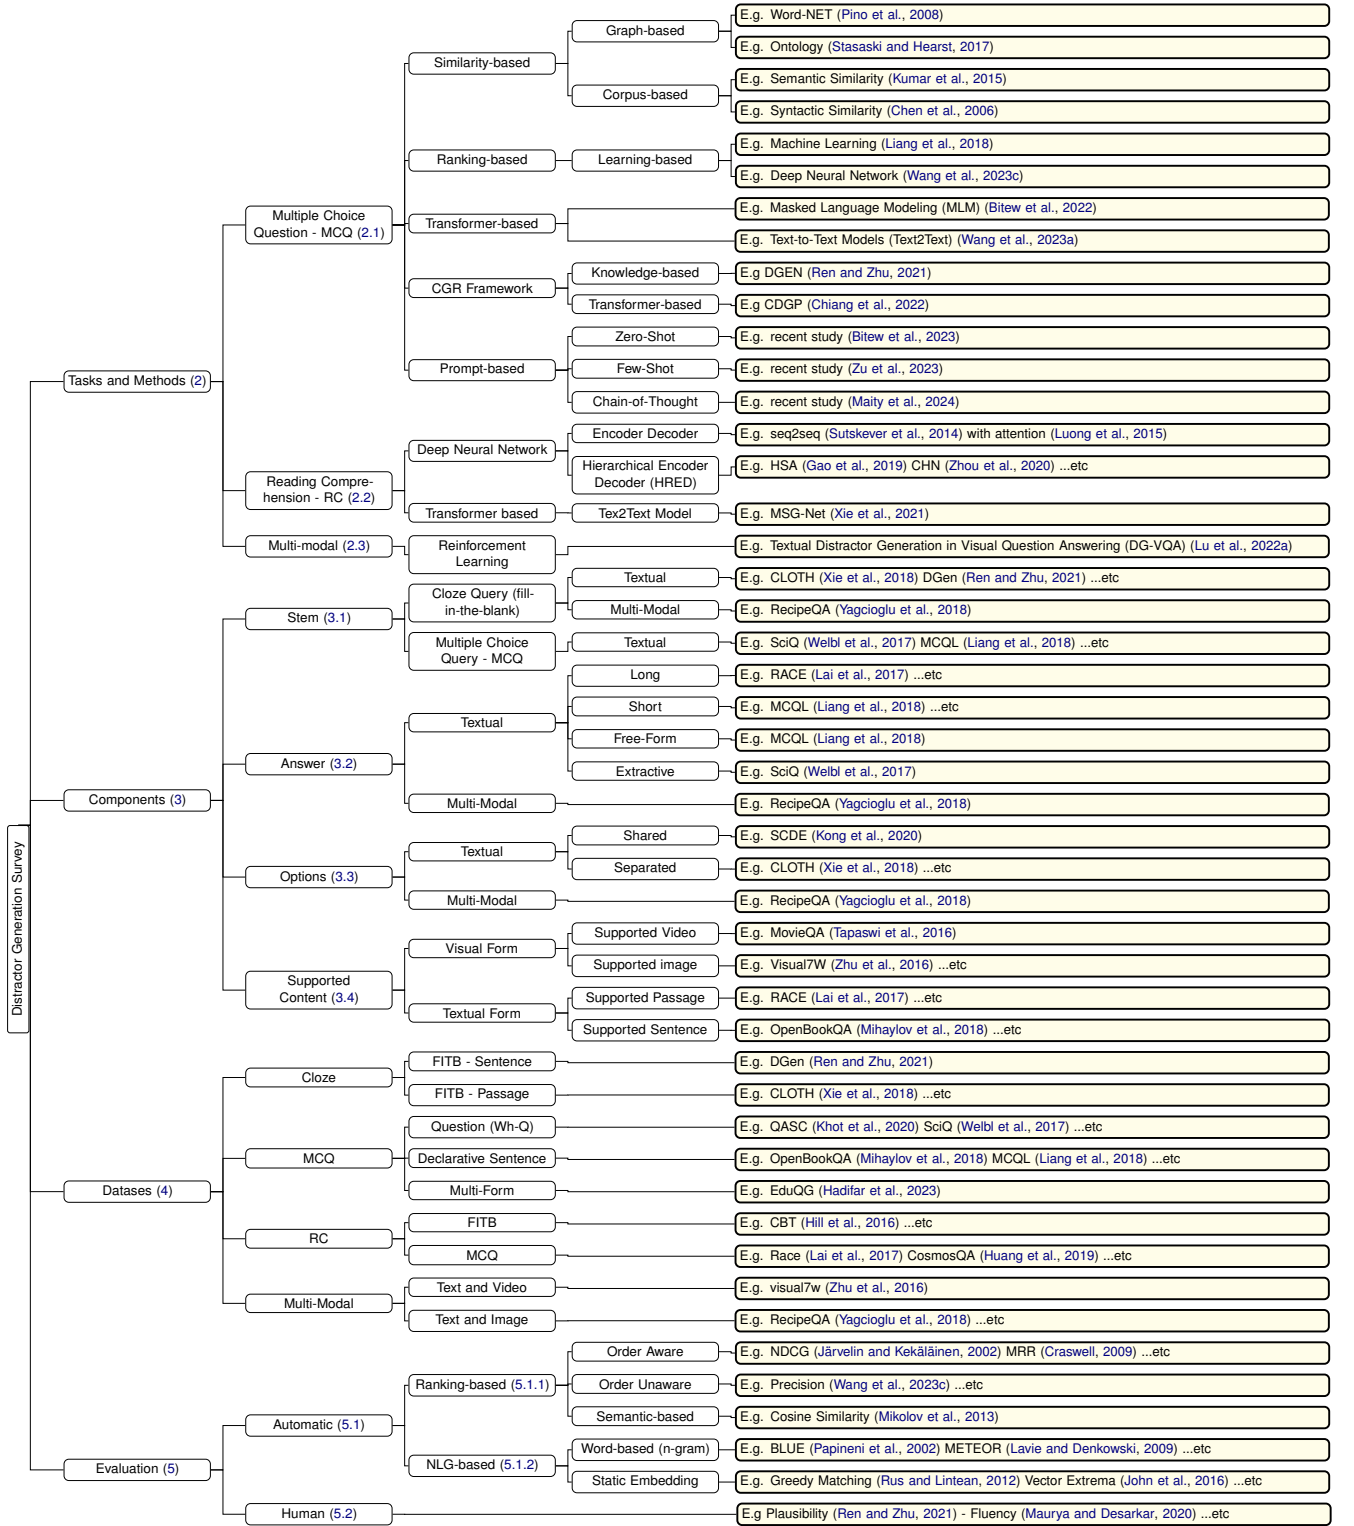 Distractor Generation Survey
Tasks and Methods (2)
Multiple Choice
Question - MCQ (2.1)
Similarity-based
Graph-based
E.g. Word-NET (Pino et al., 2008)
E.g. Ontology (Stasaski and Hearst, 2017)
Corpus-based
E.g. Semantic Similarity (Kumar et al., 2015)
E.g. Syntactic Similarity (Chen et al., 2006)
Ranking-based
Learning-based
E.g. Machine Learning (Liang et al., 2018)
E.g. Deep Neural Network (Wang et al., 2023c)
Transformer-based
E.g. Masked Language Modeling (MLM) (Bitew et al., 2022)
E.g. Text-to-Text Models (Text2Text) (Wang et al., 2023a)
CGR Framework
Knowledge-based
E.g DGEN (Ren and Zhu, 2021)
Transformer-based
E.g CDGP (Chiang et al., 2022)
Prompt-based
Zero-Shot
E.g. recent study (Bitew et al., 2023)
Few-Shot
E.g. recent study (Zu et al., 2023)
Chain-of-Thought
E.g. recent study (Maity et al., 2024)
Reading Compre-
hension - RC (2.2)
Deep Neural Network
Encoder Decoder
E.g. seq2seq (Sutskever et al., 2014) with attention (Luong et al., 2015)
Hierarchical Encoder
Decoder (HRED)
E.g. HSA (Gao et al., 2019) CHN (Zhou et al., 2020) ...etc
Transformer based
Tex2Text Model
E.g. MSG-Net (Xie et al., 2021)
Multi-modal (2.3)
Reinforcement
Learning
E.g. Textual Distractor Generation in Visual Question Answering (DG-VQA) (Lu et al., 2022a)
Components (3)
Stem (3.1)
Cloze Query (fill-
in-the-blank)
Textual
E.g. CLOTH (Xie et al., 2018) DGen (Ren and Zhu, 2021) ...etc
Multi-Modal
E.g. RecipeQA (Yagcioglu et al., 2018)
Multiple Choice
Query - MCQ
Textual
E.g. SciQ (Welbl et al., 2017) MCQL (Liang et al., 2018) ...etc
Answer (3.2)
Textual
Long
E.g. RACE (Lai et al., 2017) ...etc
Short
E.g. MCQL (Liang et al., 2018) ...etc
Free-Form
E.g. MCQL (Liang et al., 2018)
Extractive
E.g. SciQ (Welbl et al., 2017)
Multi-Modal
E.g. RecipeQA (Yagcioglu et al., 2018)
Options (3.3)
Textual
Shared
E.g. SCDE (Kong et al., 2020)
Separated
E.g. CLOTH (Xie et al., 2018) ...etc
Multi-Modal
E.g. RecipeQA (Yagcioglu et al., 2018)
Supported
Content (3.4)
Visual Form
Supported Video
E.g. MovieQA (Tapaswi et al., 2016)
Supported image
E.g. Visual7W (Zhu et al., 2016) ...etc
Textual Form
Supported Passage
E.g. RACE (Lai et al., 2017) ...etc
Supported Sentence
E.g. OpenBookQA (Mihaylov et al., 2018) ...etc
Datases (4)
Cloze
FITB - Sentence
E.g. DGen (Ren and Zhu, 2021)
FITB - Passage
E.g. CLOTH (Xie et al., 2018) ...etc
MCQ
Question (Wh-Q)
E.g. QASC (Khot et al., 2020) SciQ (Welbl et al., 2017) ...etc
Declarative Sentence
E.g. OpenBookQA (Mihaylov et al., 2018) MCQL (Liang et al., 2018) ...etc
Multi-Form
E.g. EduQG (Hadifar et al., 2023)
RC
FITB
E.g. CBT (Hill et al., 2016) ...etc
MCQ
E.g. Race (Lai et al., 2017) CosmosQA (Huang et al., 2019) ...etc
Multi-Modal
Text and Video
E.g. visual7w (Zhu et al., 2016)
Text and Image
E.g. RecipeQA (Yagcioglu et al., 2018) ...etc
Evaluation (5)
Automatic (5.1)
Ranking-based (5.1.1)
Order Aware
E.g. NDCG (Järvelin and Kekäläinen, 2002) MRR (Craswell, 2009) ...etc
Order Unaware
E.g. Precision (Wang et al., 2023c) ...etc
Semantic-based
E.g. Cosine Similarity (Mikolov et al., 2013)
NLG-based (5.1.2)
Word-based (n-gram)
E.g. BLUE (Papineni et al., 2002) METEOR (Lavie and Denkowski, 2009) ...etc
Static Embedding
E.g. Greedy Matching (Rus and Lintean, 2012) Vector Extrema (John et al., 2016) ...etc
Human (5.2)
E.g Plausibility (Ren and Zhu, 2021) - Fluency (Maurya and Desarkar, 2020) ...etc